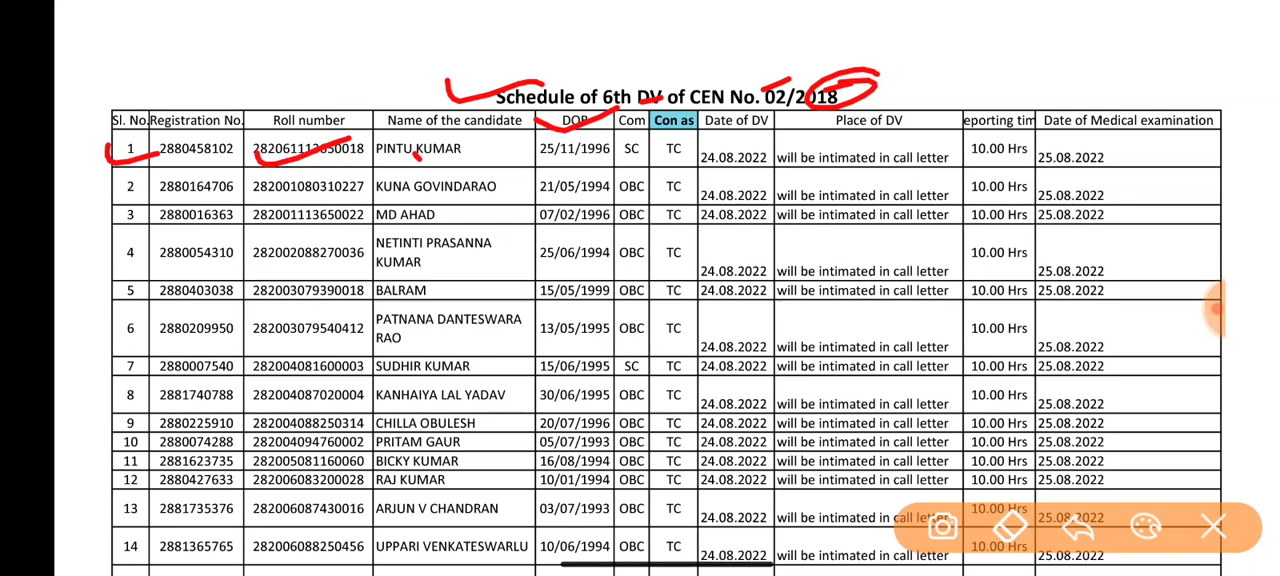 Schedule of 6th DV of CEN No. 02/2018
Sl. No. Registration No. Roll number Name of the candidate DOB Com Con as Date of DV Place of DV eporting tim Date of Medical examination
1 2880458102 PINTU KUMAR 25/11/1996 SC TC 24.08.2022 will be intimated in call letter 10.00 Hrs 25.08.2022
2 2880164706 282001080310227 KUNA GOVINDARAO 21/05/1994 OBC TC 24.08.2022 will be intimated in call letter 10.00 Hrs 25.08.2022
3 2880016363 282001113650022 MD AHAD 07/02/1996 OBC TC 24.08.2022 will be intimated in call letter 10.00 Hrs 25.08.2022
4 2880054310 282002088270036 NETINTI PRASANNA KUMAR 25/06/1994 OBC TC 24.08.2022 will be intimated in call letter 10.00 Hrs 25.08.2022
5 2880403038 282003079390018 BALRAM 15/05/1999 OBC TC 24.08.2022 will be intimated in call letter 10.00 Hrs 25.08.2022
6 2880209950 282003079540412 PATNANA DANTESWARA RAO 13/05/1995 OBC TC 24.08.2022 will be intimated in call letter 10.00 Hrs 25.08.2022
7 2880007540 282004081600003 SUDHIR KUMAR 15/06/1995 SC TC 24.08.2022 will be intimated in call letter 10.00 Hrs 25.08.2022
8 2881740788 282004087020004 KANHAIYA LAL YADAV 30/06/1995 OBC TC 24.08.2022 will be intimated in call letter 10.00 Hrs 25.08.2022
9 2880225910 282004088250314 CHILLA OBULESH 20/07/1996 OBC TC 24.08.2022 will be intimated in call letter 10.00 Hrs 25.08.2022
10 2880074288 282004094760002 PRITAM GAUR 05/07/1993 OBC TC 24.08.2022 will be intimated in call letter 10.00 Hrs 25.08.2022
11 2881623735 282005081160060 BICKY KUMAR 16/08/1994 OBC TC 24.08.2022 will be intimated in call letter 10.00 Hrs 25.08.2022
12 2880427633 282006083200028 RAJ KUMAR 10/01/1994 OBC TC 24.08.2022 will be intimated in call letter 10.00 Hrs 25.08.2022
13 2881735376 282006087430016 ARJUN V CHANDRAN 03/07/1993 OBC TC 24.08.2022 will be intimated in call letter 10.00 Hrs 25.08.2022
14 2881365765 282006088250456 UPPARI VENKATESWARLU 10/06/1994 OBC TC 24.08.2022 will be intimated in call letter 10.00 Hrs 25.08.2022